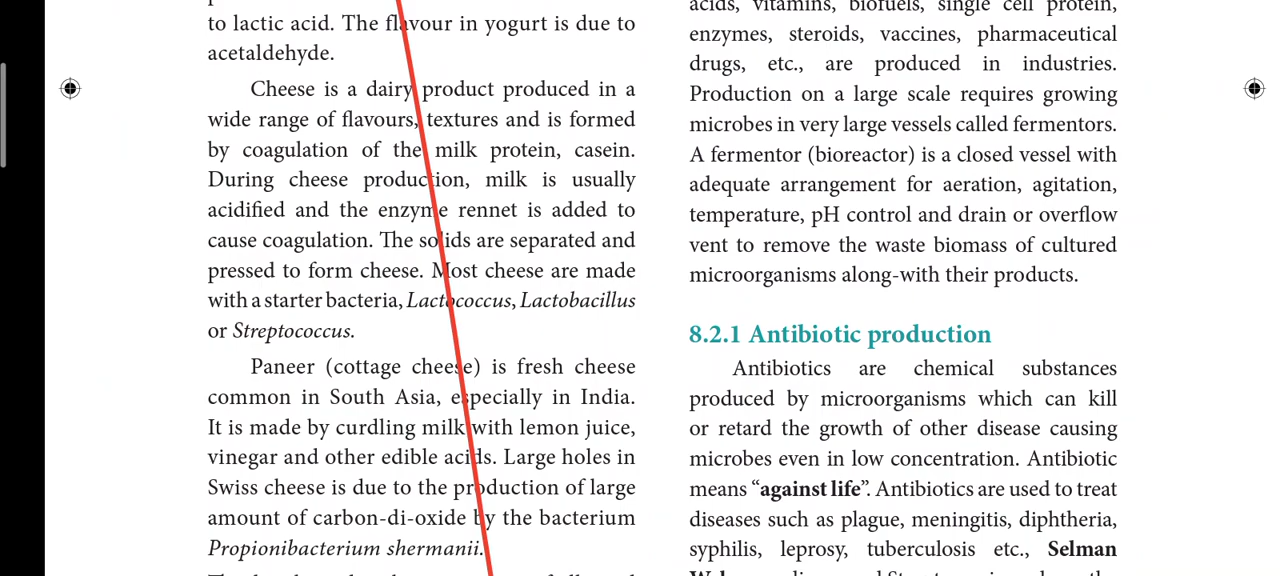 to lactic acid. The flavour in yogurt is due to
acetaldehyde.
Cheese is a dairy product produced in a
wide range of flavours, textures and is formed
by coagulation of the milk protein, casein.
During cheese production, milk is usually
acidified and the enzyme rennet is added to
cause coagulation. The solids are separated and
pressed to form cheese. Most cheese are made
with a starter bacteria, Lactococcus, Lactobacillus
or Streptococcus.
Paneer (cottage cheese) is fresh cheese
common in South Asia, especially in India.
It is made by curdling milk with lemon juice,
vinegar and other edible acids. Large holes in
Swiss cheese is due to the production of large
amount of carbon-di-oxide by the bacterium
Propionibacterium shermanii.
acids, vitamins, biofuels, single cell protein,
enzymes, steroids, vaccines, pharmaceutical
drugs, etc., are produced in industries.
Production on a large scale requires growing
microbes in very large vessels called fermentors.
A fermentor (bioreactor) is a closed vessel with
adequate arrangement for aeration, agitation,
temperature, pH control and drain or overflow
vent to remove the waste biomass of cultured
microorganisms along-with their products.
8.2.1 Antibiotic production
Antibiotics are chemical substances
produced by microorganisms which can kill
or retard the growth of other disease causing
microbes even in low concentration. Antibiotic
means “against life”. Antibiotics are used to treat
diseases such as plague, meningitis, diphtheria,
syphilis, leprosy, tuberculosis etc., Selman